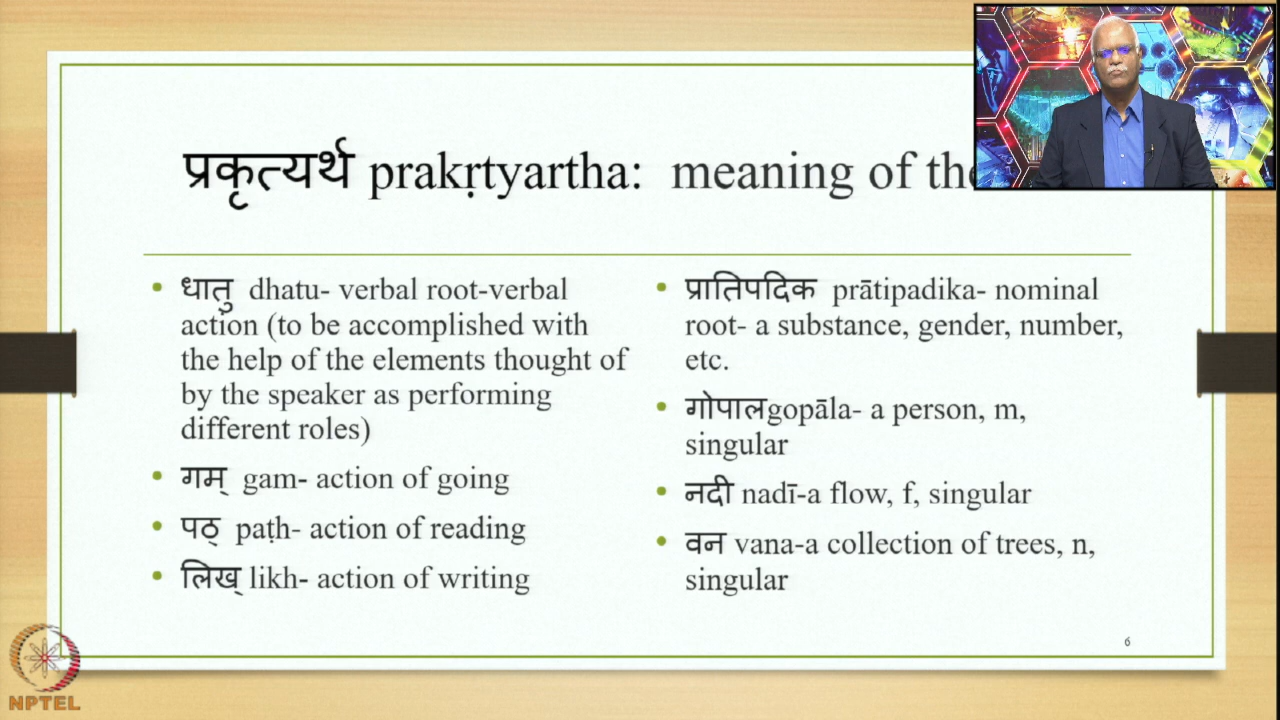 प्रकृत्यर्थ prakṛtyartha: meaning of the
धातु dhatu- verbal root-verbal
action (to be accomplished with
the help of the elements thought of
by the speaker as performing
different roles)
गम् gam- action of going
पठ् paṭh- action of reading
लिख् likh- action of writing
प्रातिपदिक prātipadika- nominal
root- a substance, gender, number,
etc.
गोपालgopāla- a person, m,
singular
नदी nadī-a flow, f, singular
वन vana-a collection of trees, n,
singular
6
NPTEL